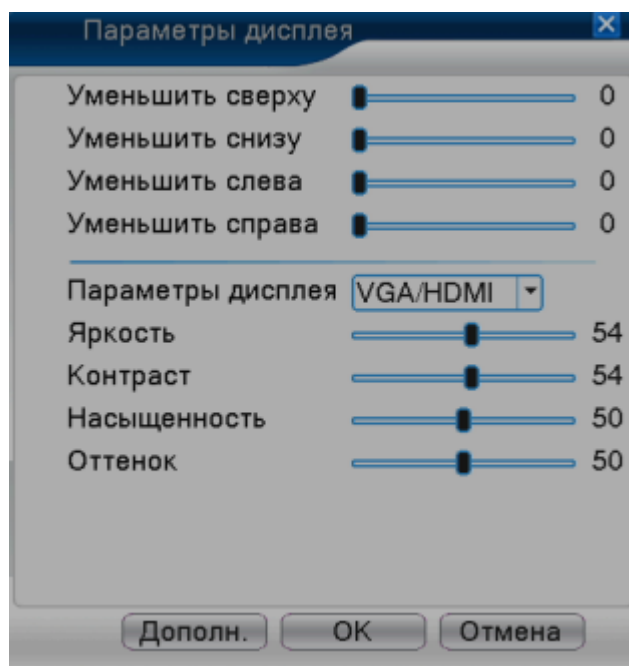 Параметры дисплея
Уменьшить сверху 0
Уменьшить снизу 0
Уменьшить слева 0
Уменьшить справа 0
Параметры дисплея VGA/HDMI
Яркость 54
Контраст 54
Насыщенность 50
Оттенок 50
Дополн. OK Отмена